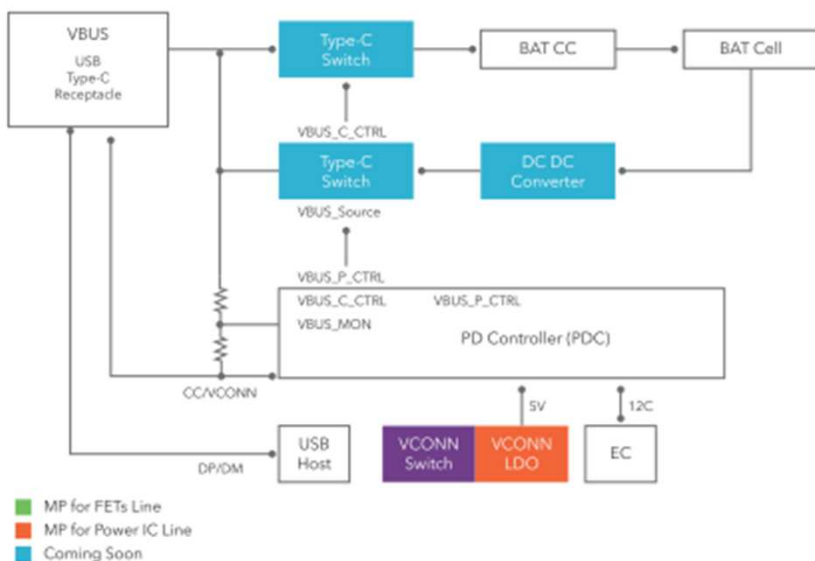 VBUS
USB
Type-C
Receptacle
Type-C
Switch
BAT CC
BAT Cell
VBUS_C_CTRL
Type-C
Switch
DC DC
Converter
VBUS_Source
VBUS_P_CTRL
VBUS_C_CTRL VBUS_P_CTRL
VBUS_MON
PD Controller (PDC)
CC/VCONN
5V
12C
USB
Host
DP/DM
VCONN
Switch
VCONN
LDO
EC
MP for FETs Line
MP for Power IC Line
Coming Soon